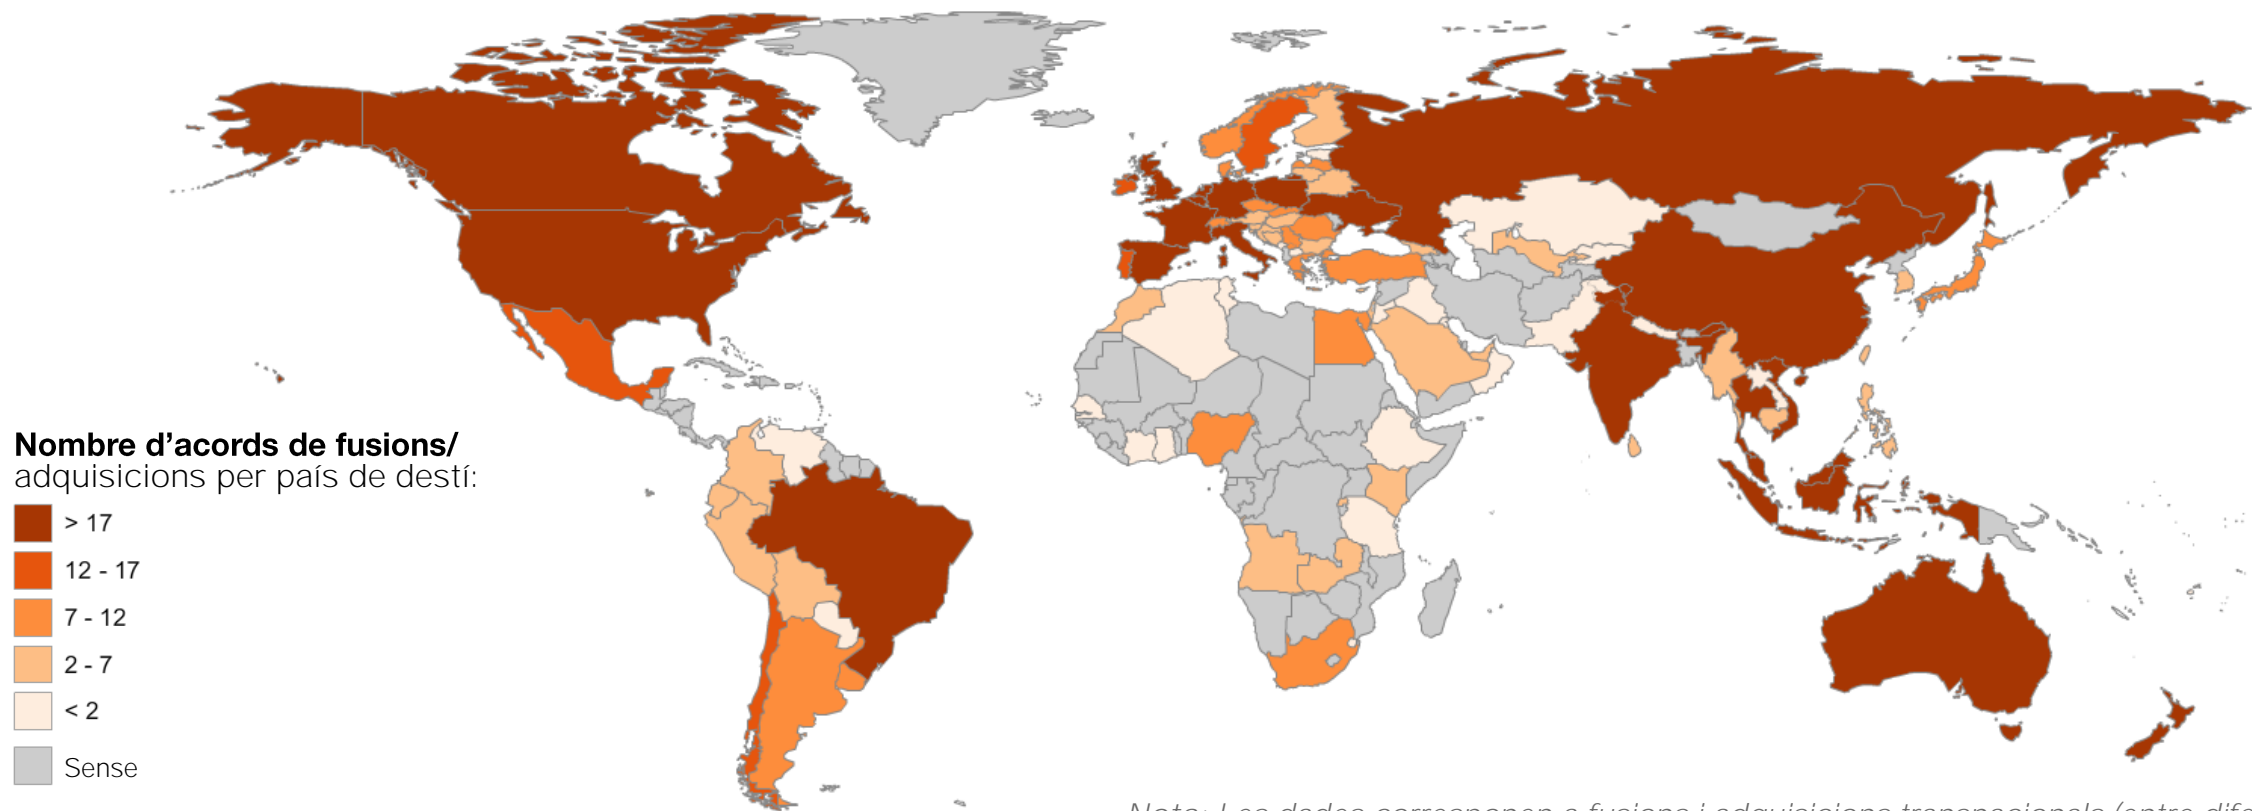 Nombre d’acords de fusions/
adquisicions per país de destí:
> 17
12 - 17
7 - 12
2 - 7
< 2
Sense